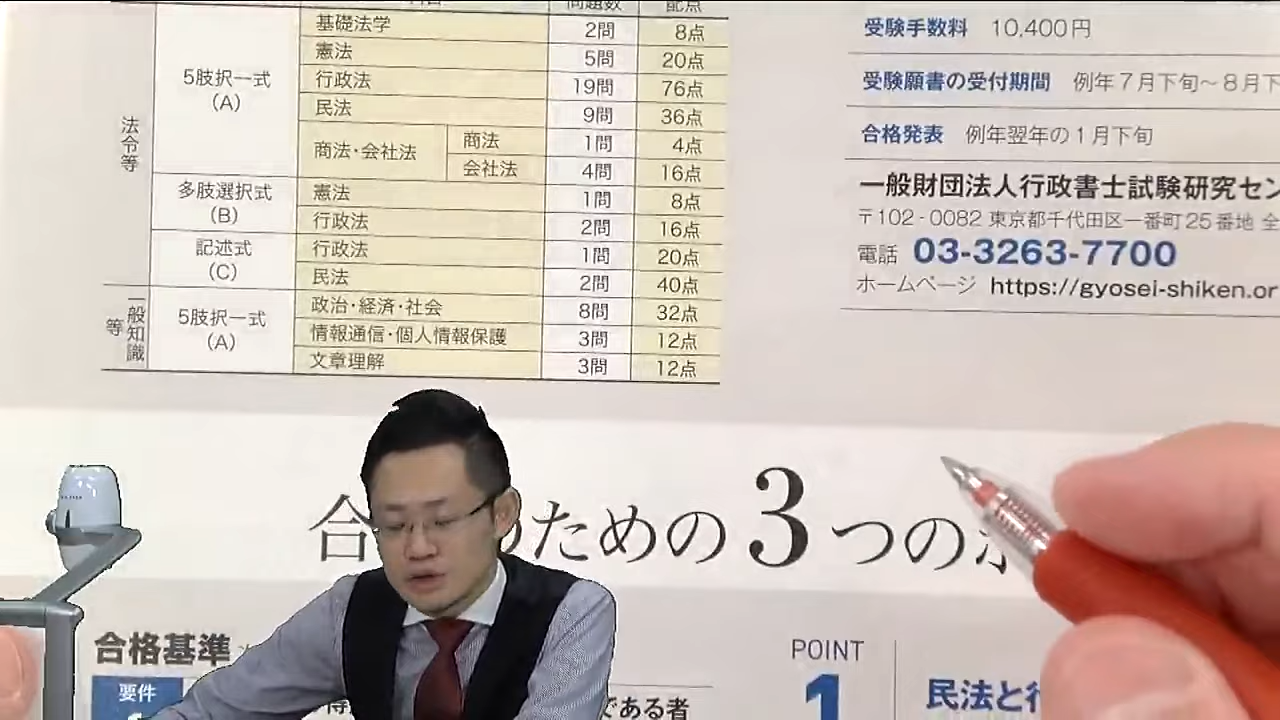 問題数 配点
法令等
5肢択一式
(A)
基礎法学 2問 8点
憲法 5問 20点
行政法 19問 76点
民法 9問 36点
商法・会社法 商法 1問 4点
会社法 4問 16点
多肢選択式
(B)
憲法 1問 8点
行政法 2問 16点
記述式
(C)
行政法 1問 20点
民法 2問 40点
一般知識等
5肢択一式
(A)
政治・経済・社会 8問 32点
情報通信・個人情報保護 3問 12点
文章理解 3問 12点
受験手数料 10,400円
受験願書の受付期間 例年7月下旬〜8月下
合格発表 例年翌年の1月下旬
一般財団法人行政書士試験研究セン
〒102-0082 東京都千代田区一番町25番地 全
電話 03-3263-7700
ホームページ https://gyosei-shiken.or
合 ための3つの
合格基準
要件
である者
POINT
1
民法と行